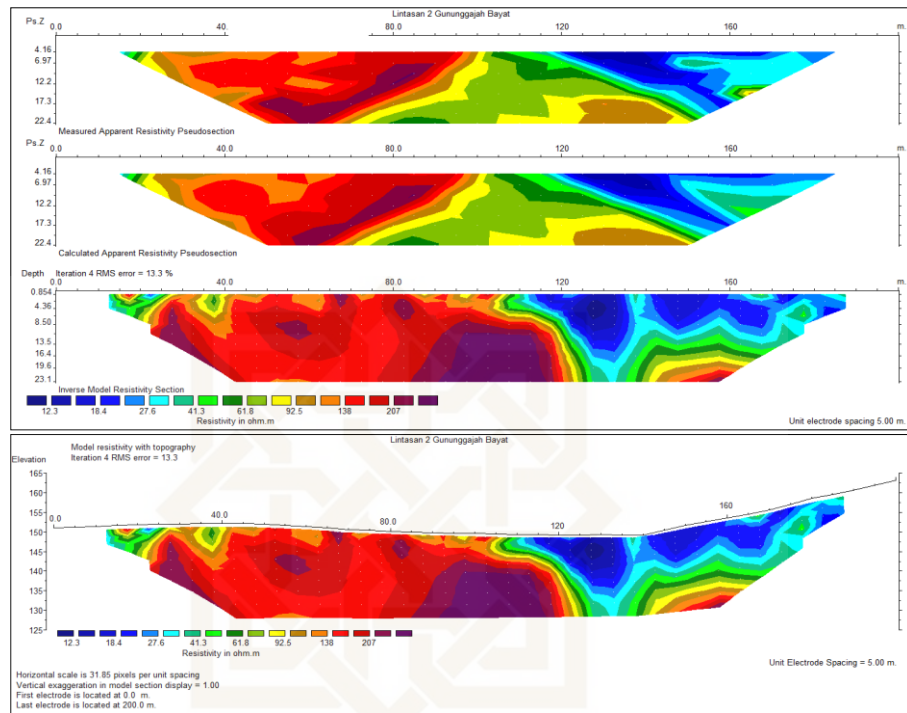 Lintasan 2 Gununggajah Bayat
Ps.Z 0.0 40.0 80.0 120 160 m.
4.16
6.97
12.2
17.3
22.4
Measured Apparent Resistivity Pseudosection
Ps.Z 0.0 40.0 80.0 120 160 m.
4.16
6.97
12.2
17.3
22.4
Calculated Apparent Resistivity Pseudosection
Depth Iteration 4 RMS error = 13.3 %
0.0 40.0 80.0 120 160 m.
0.854
4.36
8.50
13.5
16.4
19.6
23.1
Inverse Model Resistivity Section
12.3 18.4 27.6 41.3 61.8 92.5 138 207
Resistivity in ohm.m
Unit electrode spacing 5.00 m.
Lintasan 2 Gununggajah Bayat
Model resistivity with topography
Iteration 4 RMS error = 13.3
Elevation
165
160
155
150
145
140
135
130
125
0.0 40.0 80.0 120 160
12.3 18.4 27.6 41.3 61.8 92.5 138 207
Resistivity in ohm.m
Unit Electrode Spacing = 5.00 m.
Horizontal scale is 31.85 pixels per unit spacing
Vertical exaggeration in model section display = 1.00
First electrode is located at 0.0 m.
Last electrode is located at 200.0 m.